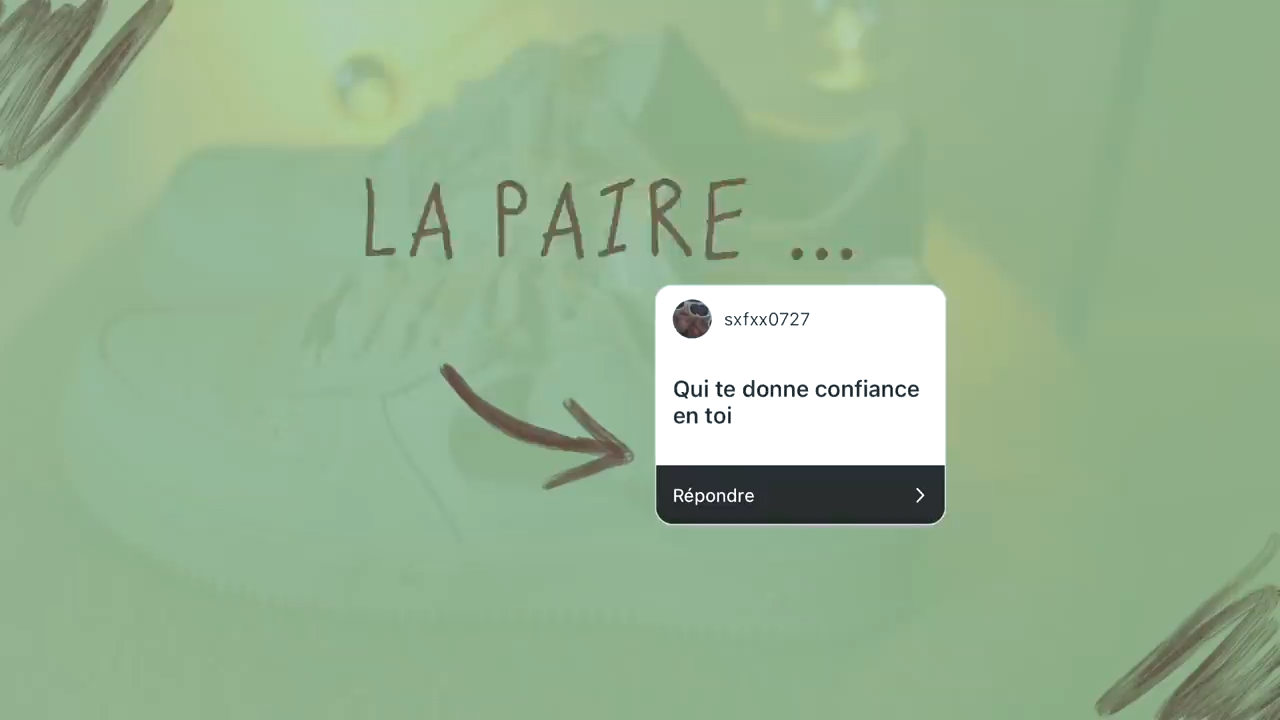 LA PAIRE ...
sxfxx0727
Qui te donne confiance
en toi
Répondre